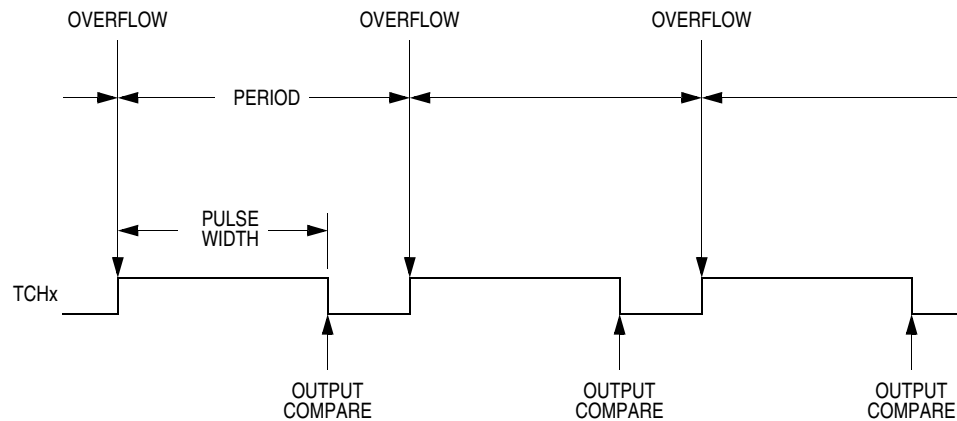 OVERFLOW OVERFLOW OVERFLOW
PERIOD
PULSE
WIDTH
TCHx
OUTPUT
COMPARE
OUTPUT
COMPARE
OUTPUT
COMPARE